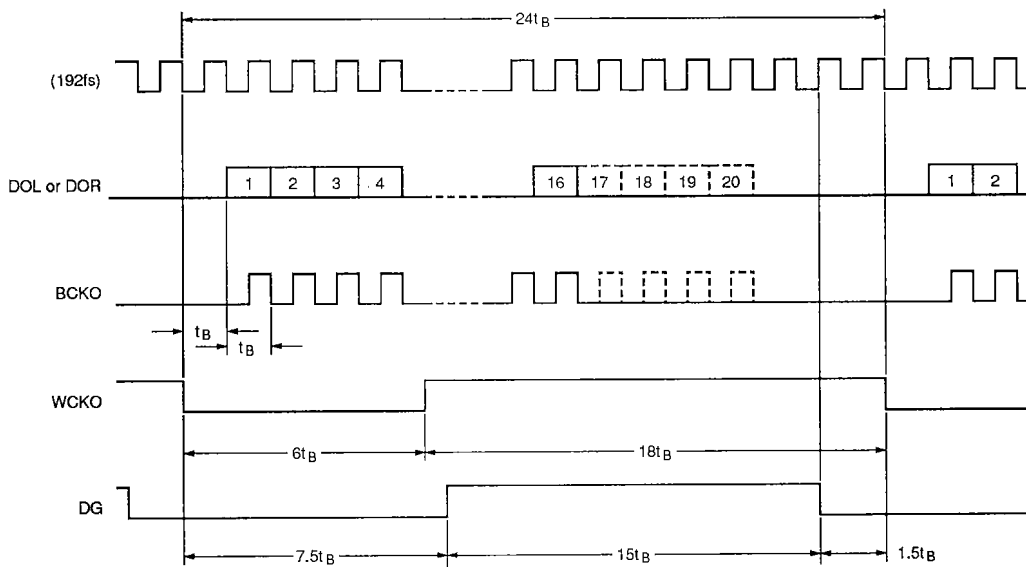 24tB
(192fs)
DOL or DOR
1 2 3 4 16 17 18 19 20 1 2
BCKO
tB
tB
WCKO
6tB 18tB
DG
7.5tB 15tB 1.5tB